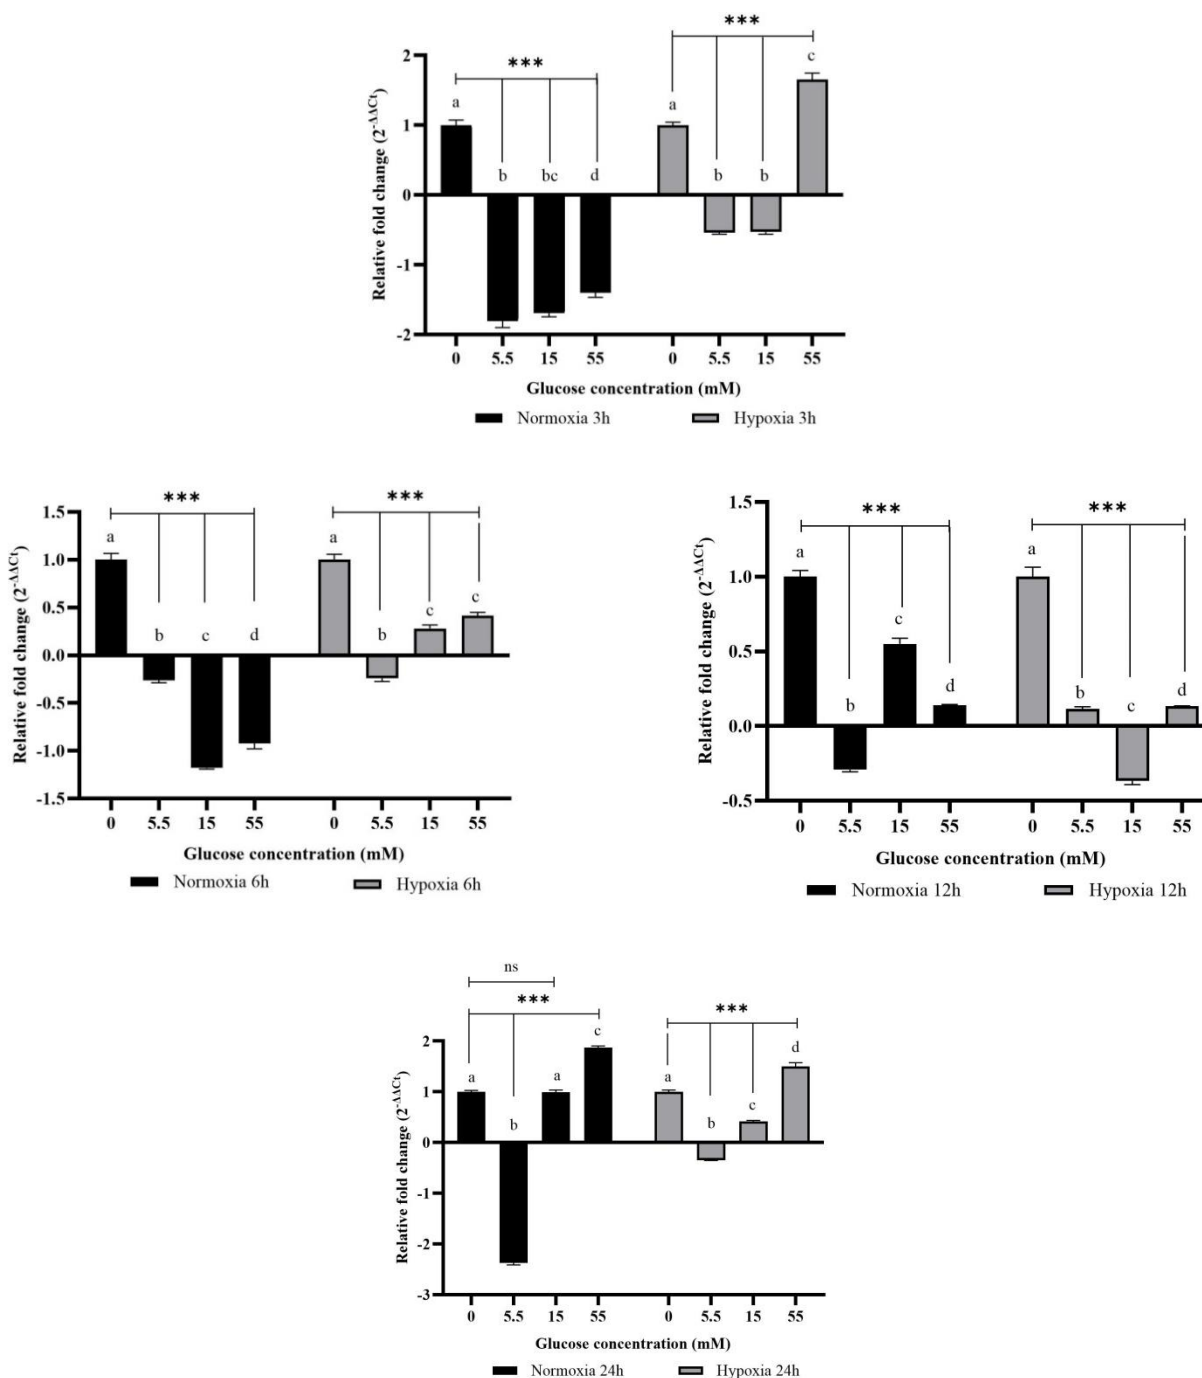 ***
***
c
a
a
b
bc
d
b
b
Relative fold change (2^-ΔΔCt)
2
1
0
-1
-2
0 5.5 15 55 0 5.5 15 55
Glucose concentration (mM)
Normoxia 3h Hypoxia 3h
***
***
a
a
b
c
d
b
c
c
Relative fold change (2^-ΔΔCt)
1.5
1.0
0.5
0.0
-0.5
-1.0
-1.5
0 5.5 15 55 0 5.5 15 55
Glucose concentration (mM)
Normoxia 6h Hypoxia 6h
***
***
a
a
b
c
d
b
c
d
Relative fold change (2^-ΔΔCt)
1.5
1.0
0.5
0.0
-0.5
0 5.5 15 55 0 5.5 15 55
Glucose concentration (mM)
Normoxia 12h Hypoxia 12h
ns
***
***
a
b
a
c
a
b
c
d
Relative fold change (2^-ΔΔCt)
2
1
0
-1
-2
-3
0 5.5 15 55 0 5.5 15 55
Glucose concentration (mM)
Normoxia 24h Hypoxia 24h